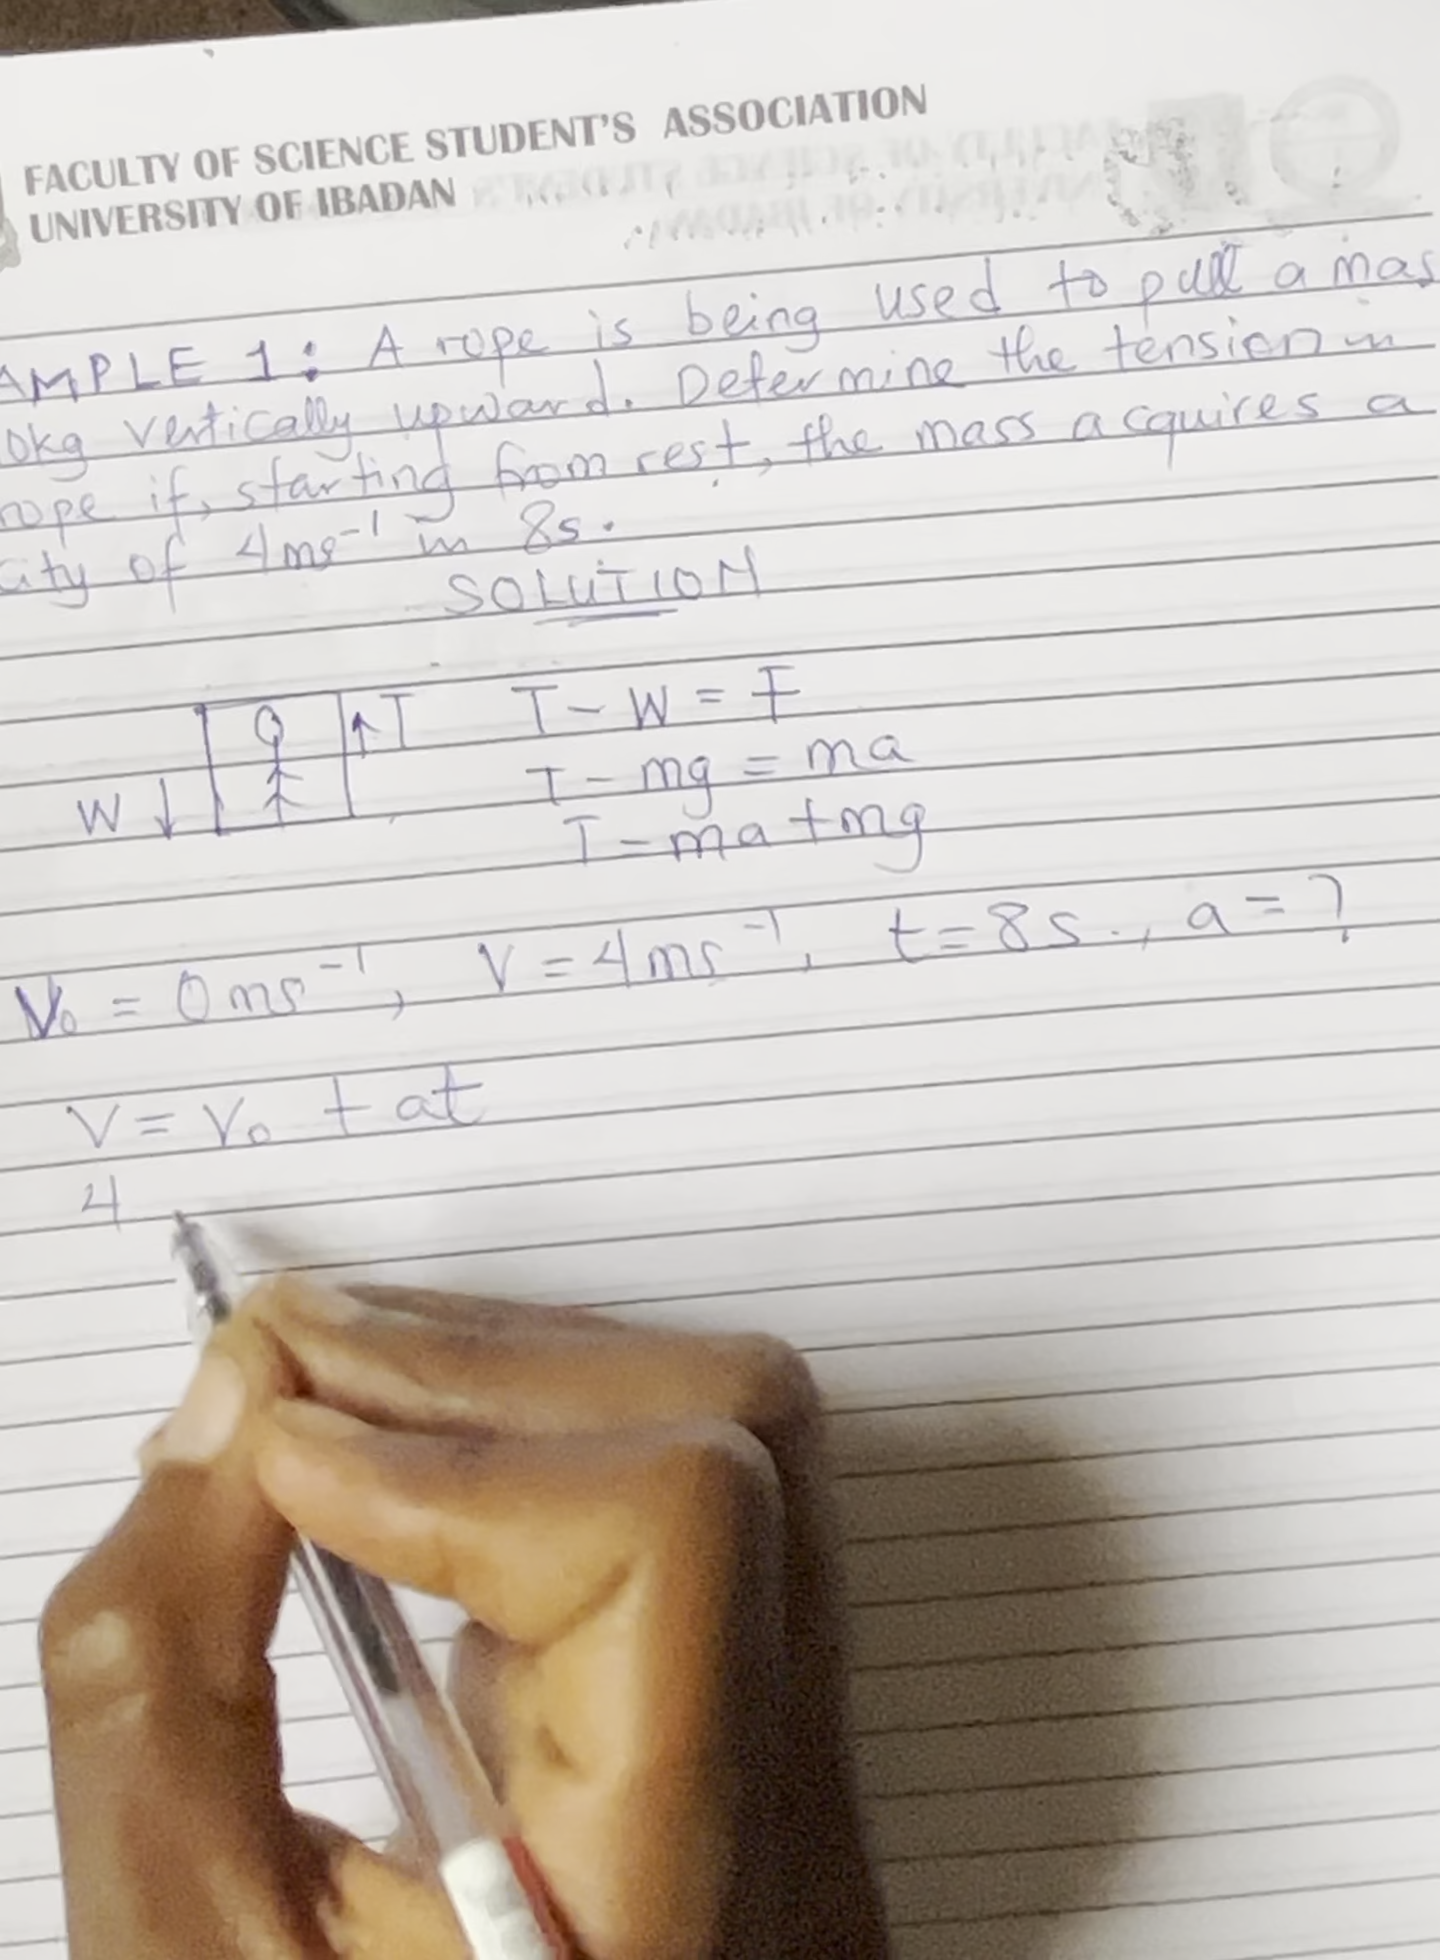 FACULTY OF SCIENCE STUDENT'S ASSOCIATION
UNIVERSITY OF IBADAN
AMPLE 1: A rope is being used to pull a mas
0kg vertically upward. Determine the tension in
rope if, starting from rest, the mass acquires a
city of 4ms⁻¹ in 8s.
SOLUTION
T T - W = F
W T - mg = ma
T = ma + mg
V₀ = 0ms⁻¹, V = 4ms⁻¹, t = 8s., a = ?
V = V₀ + at
4